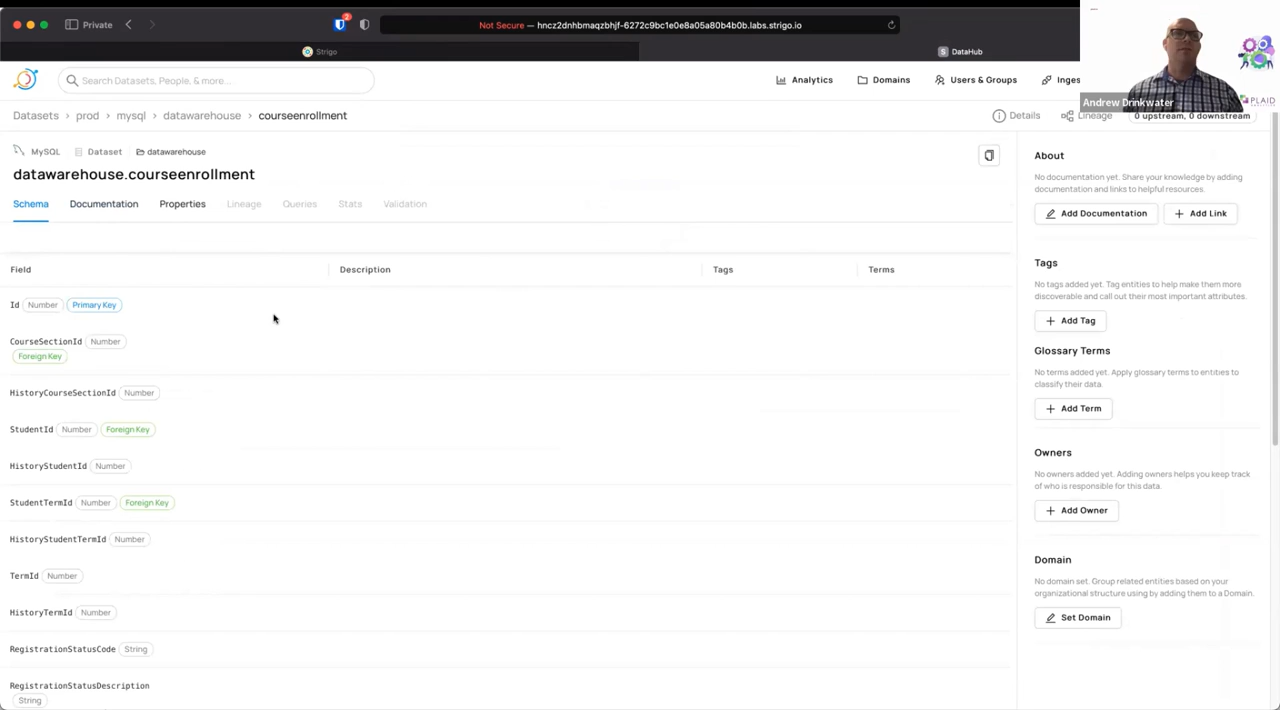 Private
2
Not Secure — hncz2dnhbmaqzbhjf-6272c9bc1e0e8a05a80b4b0b.labs.strigo.io
Strigo
S DataHub
Search Datasets, People, & more...
Analytics
Domains
Users & Groups
Inges
Andrew Drinkwater
PLAID
Datasets > prod > mysql > datawarehouse > courseenrollment
Details
Lineage
0 upstream, 0 downstream
MySQL
Dataset
datawarehouse
datawarehouse.courseenrollment
Schema
Documentation
Properties
Lineage
Queries
Stats
Validation
Field
Description
Tags
Terms
Id Number Primary Key
CourseSectionId Number
Foreign Key
HistoryCourseSectionId Number
StudentId Number Foreign Key
HistoryStudentId Number
StudentTermId Number Foreign Key
HistoryStudentTermId Number
TermId Number
HistoryTermId Number
RegistrationStatusCode String
RegistrationStatusDescription
String
About
No documentation yet. Share your knowledge by adding
documentation and links to helpful resources.
Add Documentation
+ Add Link
Tags
No tags added yet. Tag entities to help make them more
discoverable and call out their most important attributes.
+ Add Tag
Glossary Terms
No terms added yet. Apply glossary terms to entities to
classify their data.
+ Add Term
Owners
No owners added yet. Adding owners helps you keep track
of who is responsible for this data.
+ Add Owner
Domain
No domain set. Group related entities based on your
organizational structure using by adding them to a Domain.
Set Domain